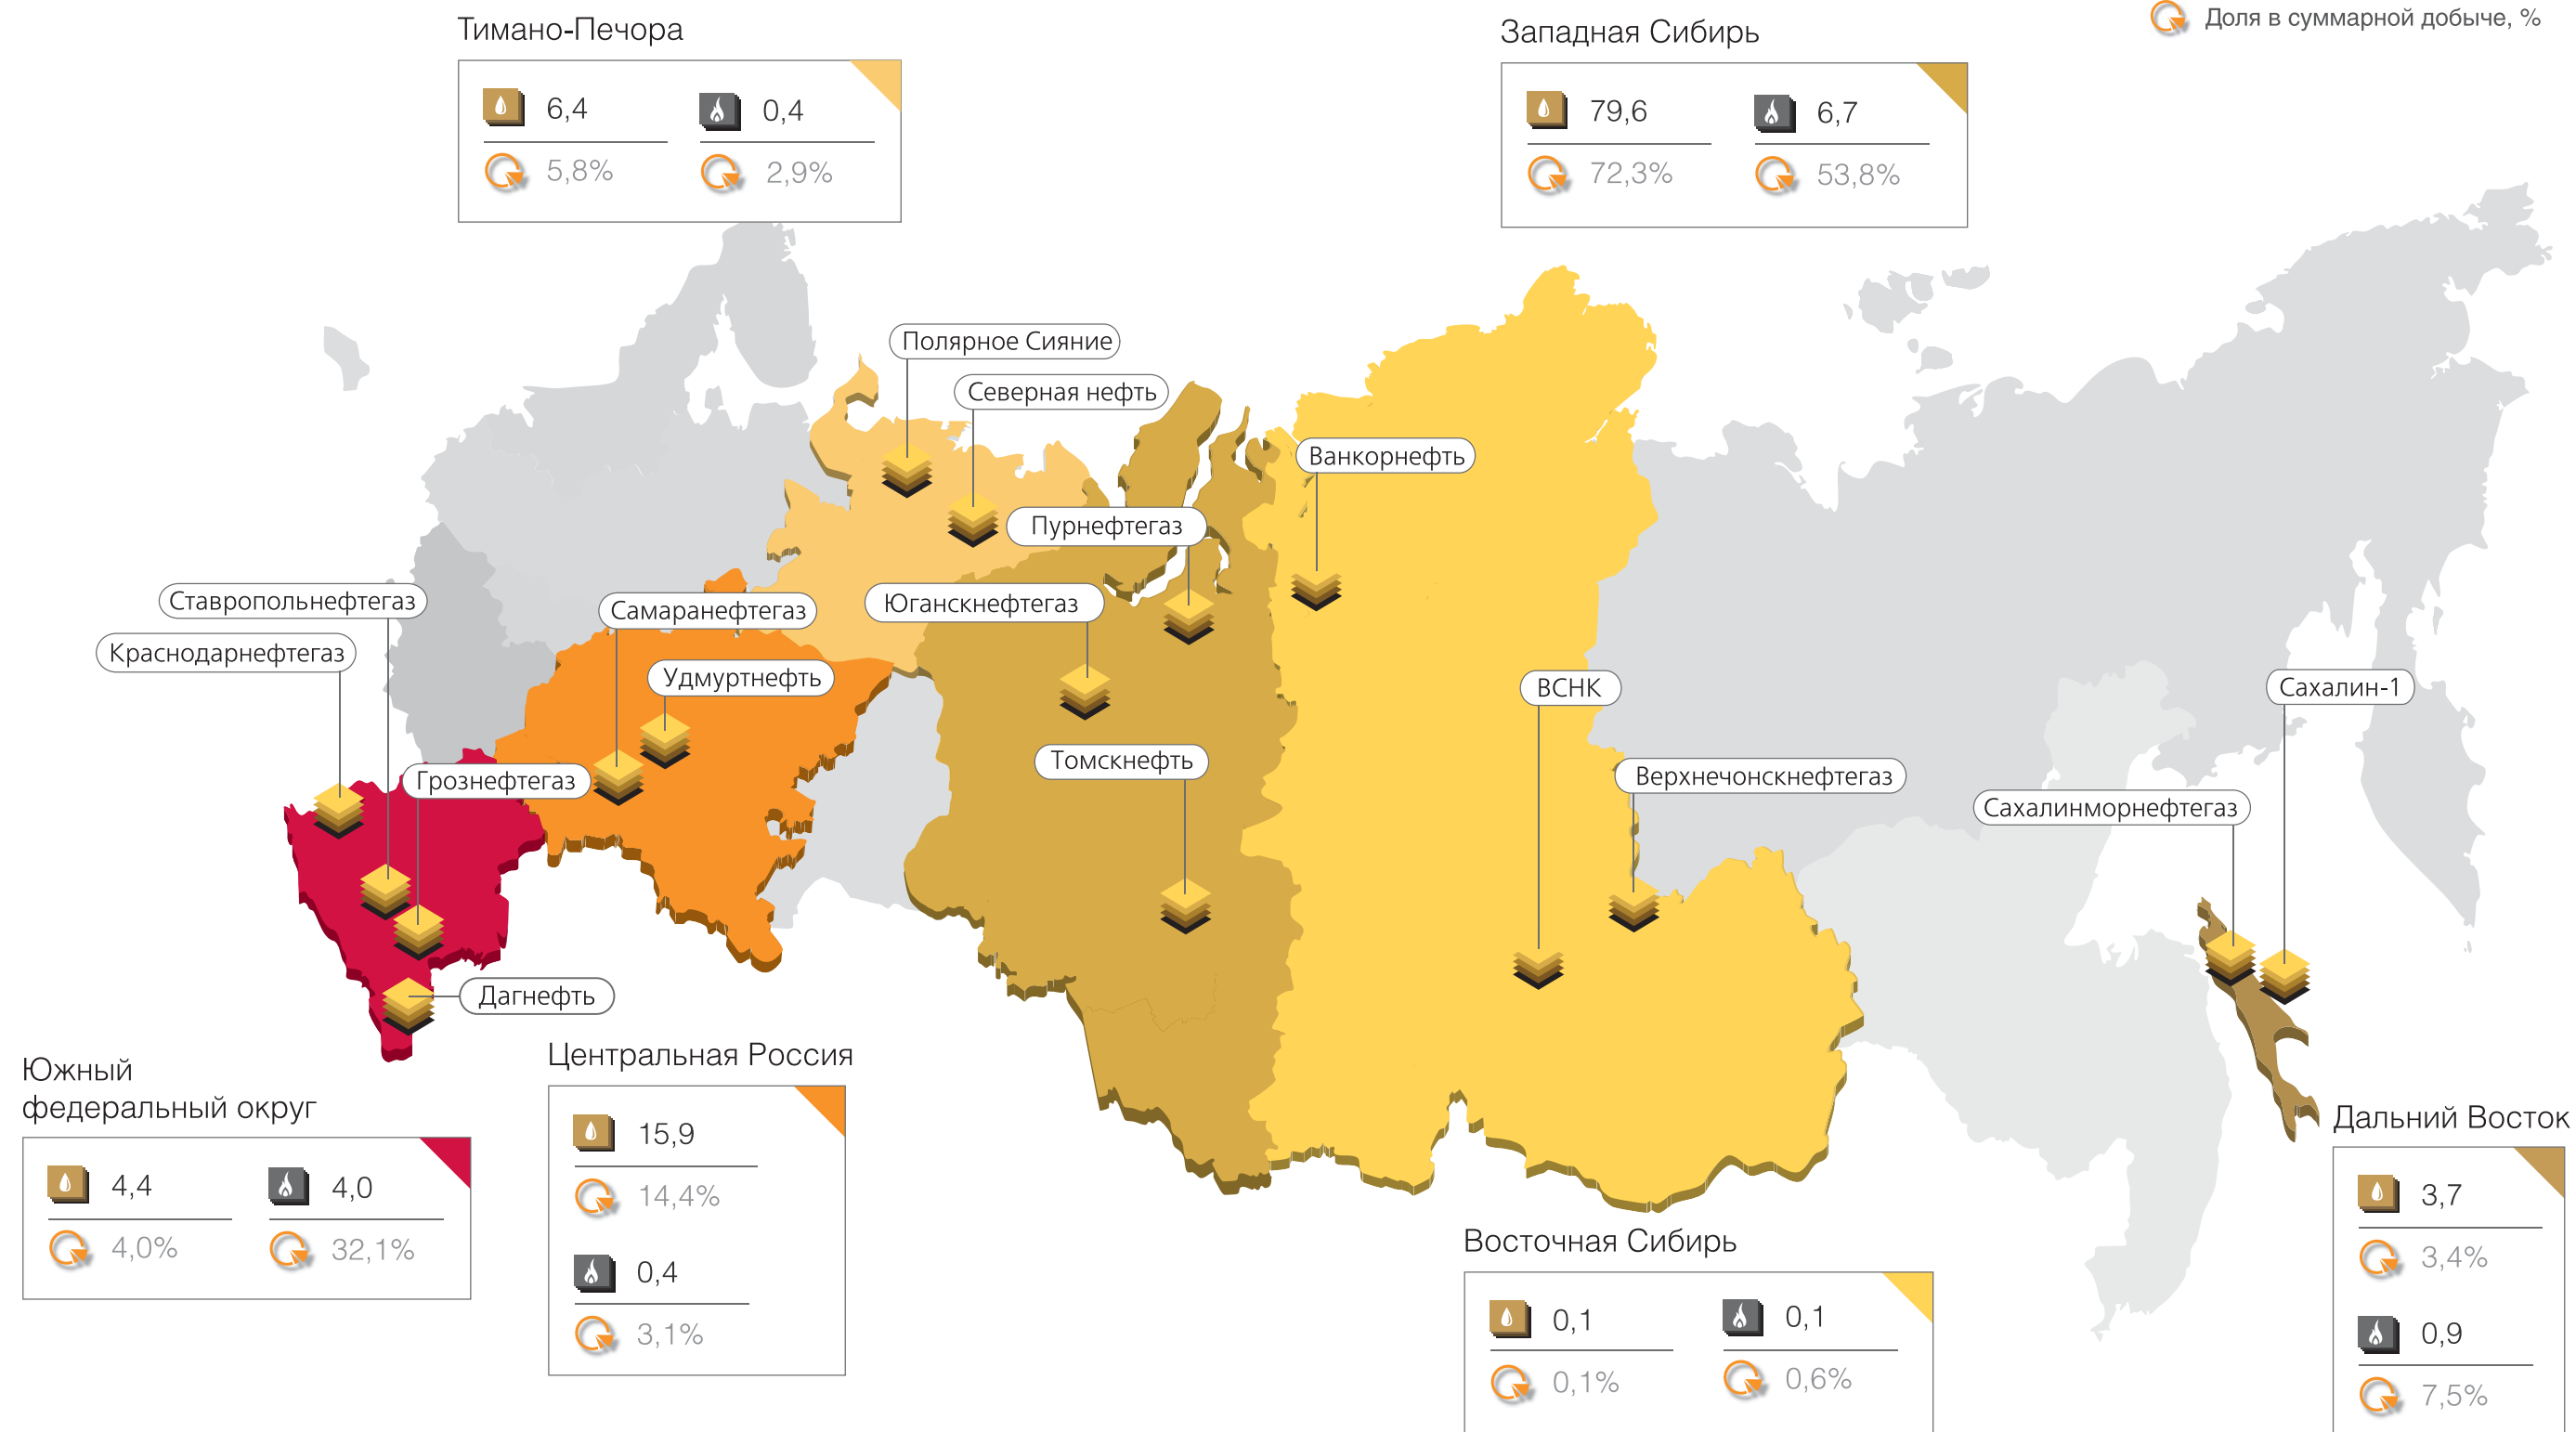 Тимано-Печора
6,4
0,4
5,8%
2,9%
Западная Сибирь
79,6
6,7
72,3%
53,8%
Доля в суммарной добыче, %
Полярное Сияние
Северная нефть
Ванкорнефть
Пурнефтегаз
Ставропольнефтегаз
Самаранефтегаз
Юганскнефтегаз
Краснодарнефтегаз
Удмуртнефть
ВСНК
Сахалин-1
Томскнефть
Грознефтегаз
Верхнечонскнефтегаз
Сахалинморнефтегаз
Дагнефть
Южный
федеральный округ
4,4
4,0
4,0%
32,1%
Центральная Россия
15,9
14,4%
0,4
3,1%
Восточная Сибирь
0,1
0,1
0,1%
0,6%
Дальний Восток
3,7
3,4%
0,9
7,5%